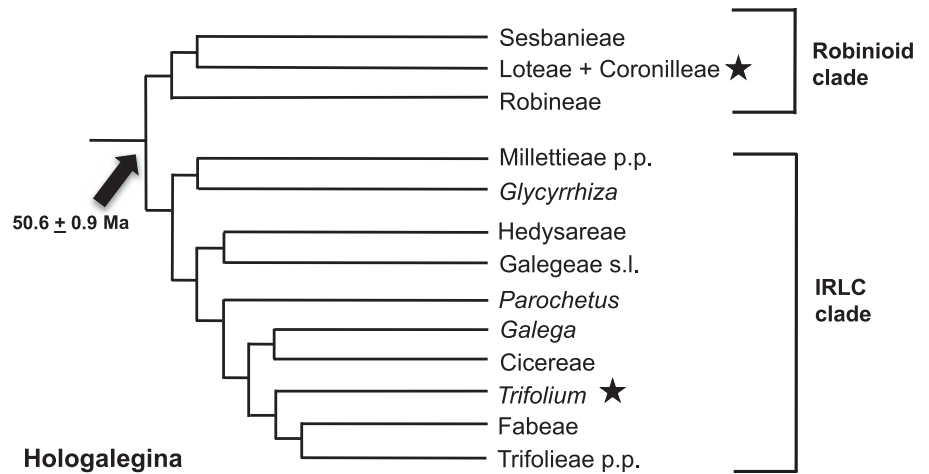 Sesbanieae
Loteae + Coronilleae
Robineae
Robinioid
clade
Millettieae p.p.
Glycyrrhiza
50.6 ± 0.9 Ma
Hedysareae
Galegeae s.l.
Parochetus
Galega
Cicereae
Trifolium
Fabeae
Trifolieae p.p.
IRLC
clade
Hologalegina